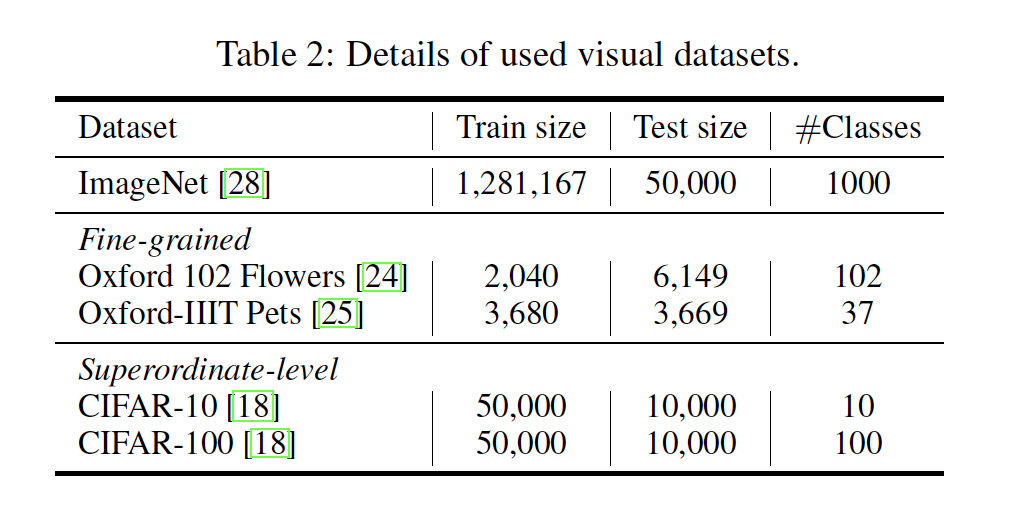 Table 2: Details of used visual datasets.
Dataset Train size Test size #Classes
ImageNet [28] 1,281,167 50,000 1000
Fine-grained
Oxford 102 Flowers [24] 2,040 6,149 102
Oxford-IIIT Pets [25] 3,680 3,669 37
Superordinate-level
CIFAR-10 [18] 50,000 10,000 10
CIFAR-100 [18] 50,000 10,000 100